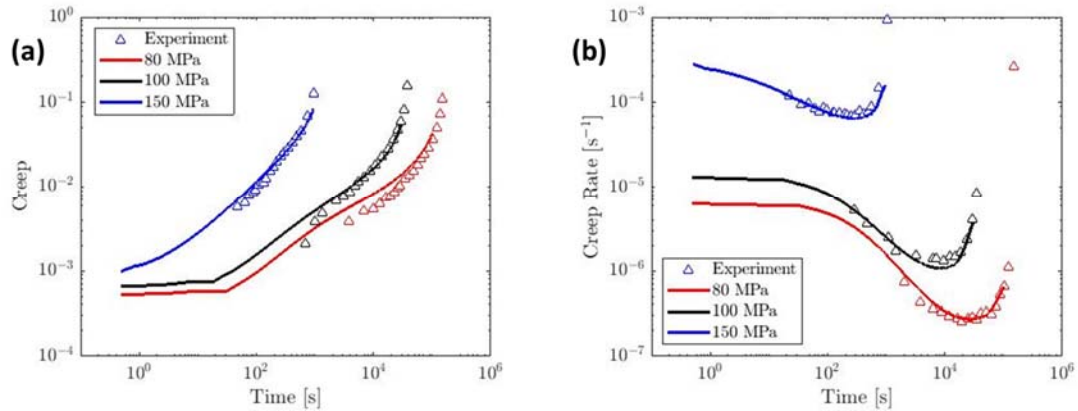 (a)
10^0
10^-1
10^-2
10^-3
10^-4
Creep
Experiment
80 MPa
100 MPa
150 MPa
10^0 10^2 10^4 10^6
Time [s]
(b)
10^-3
10^-4
10^-5
10^-6
10^-7
Creep Rate [s^-1]
Experiment
80 MPa
100 MPa
150 MPa
10^0 10^2 10^4 10^6
Time [s]